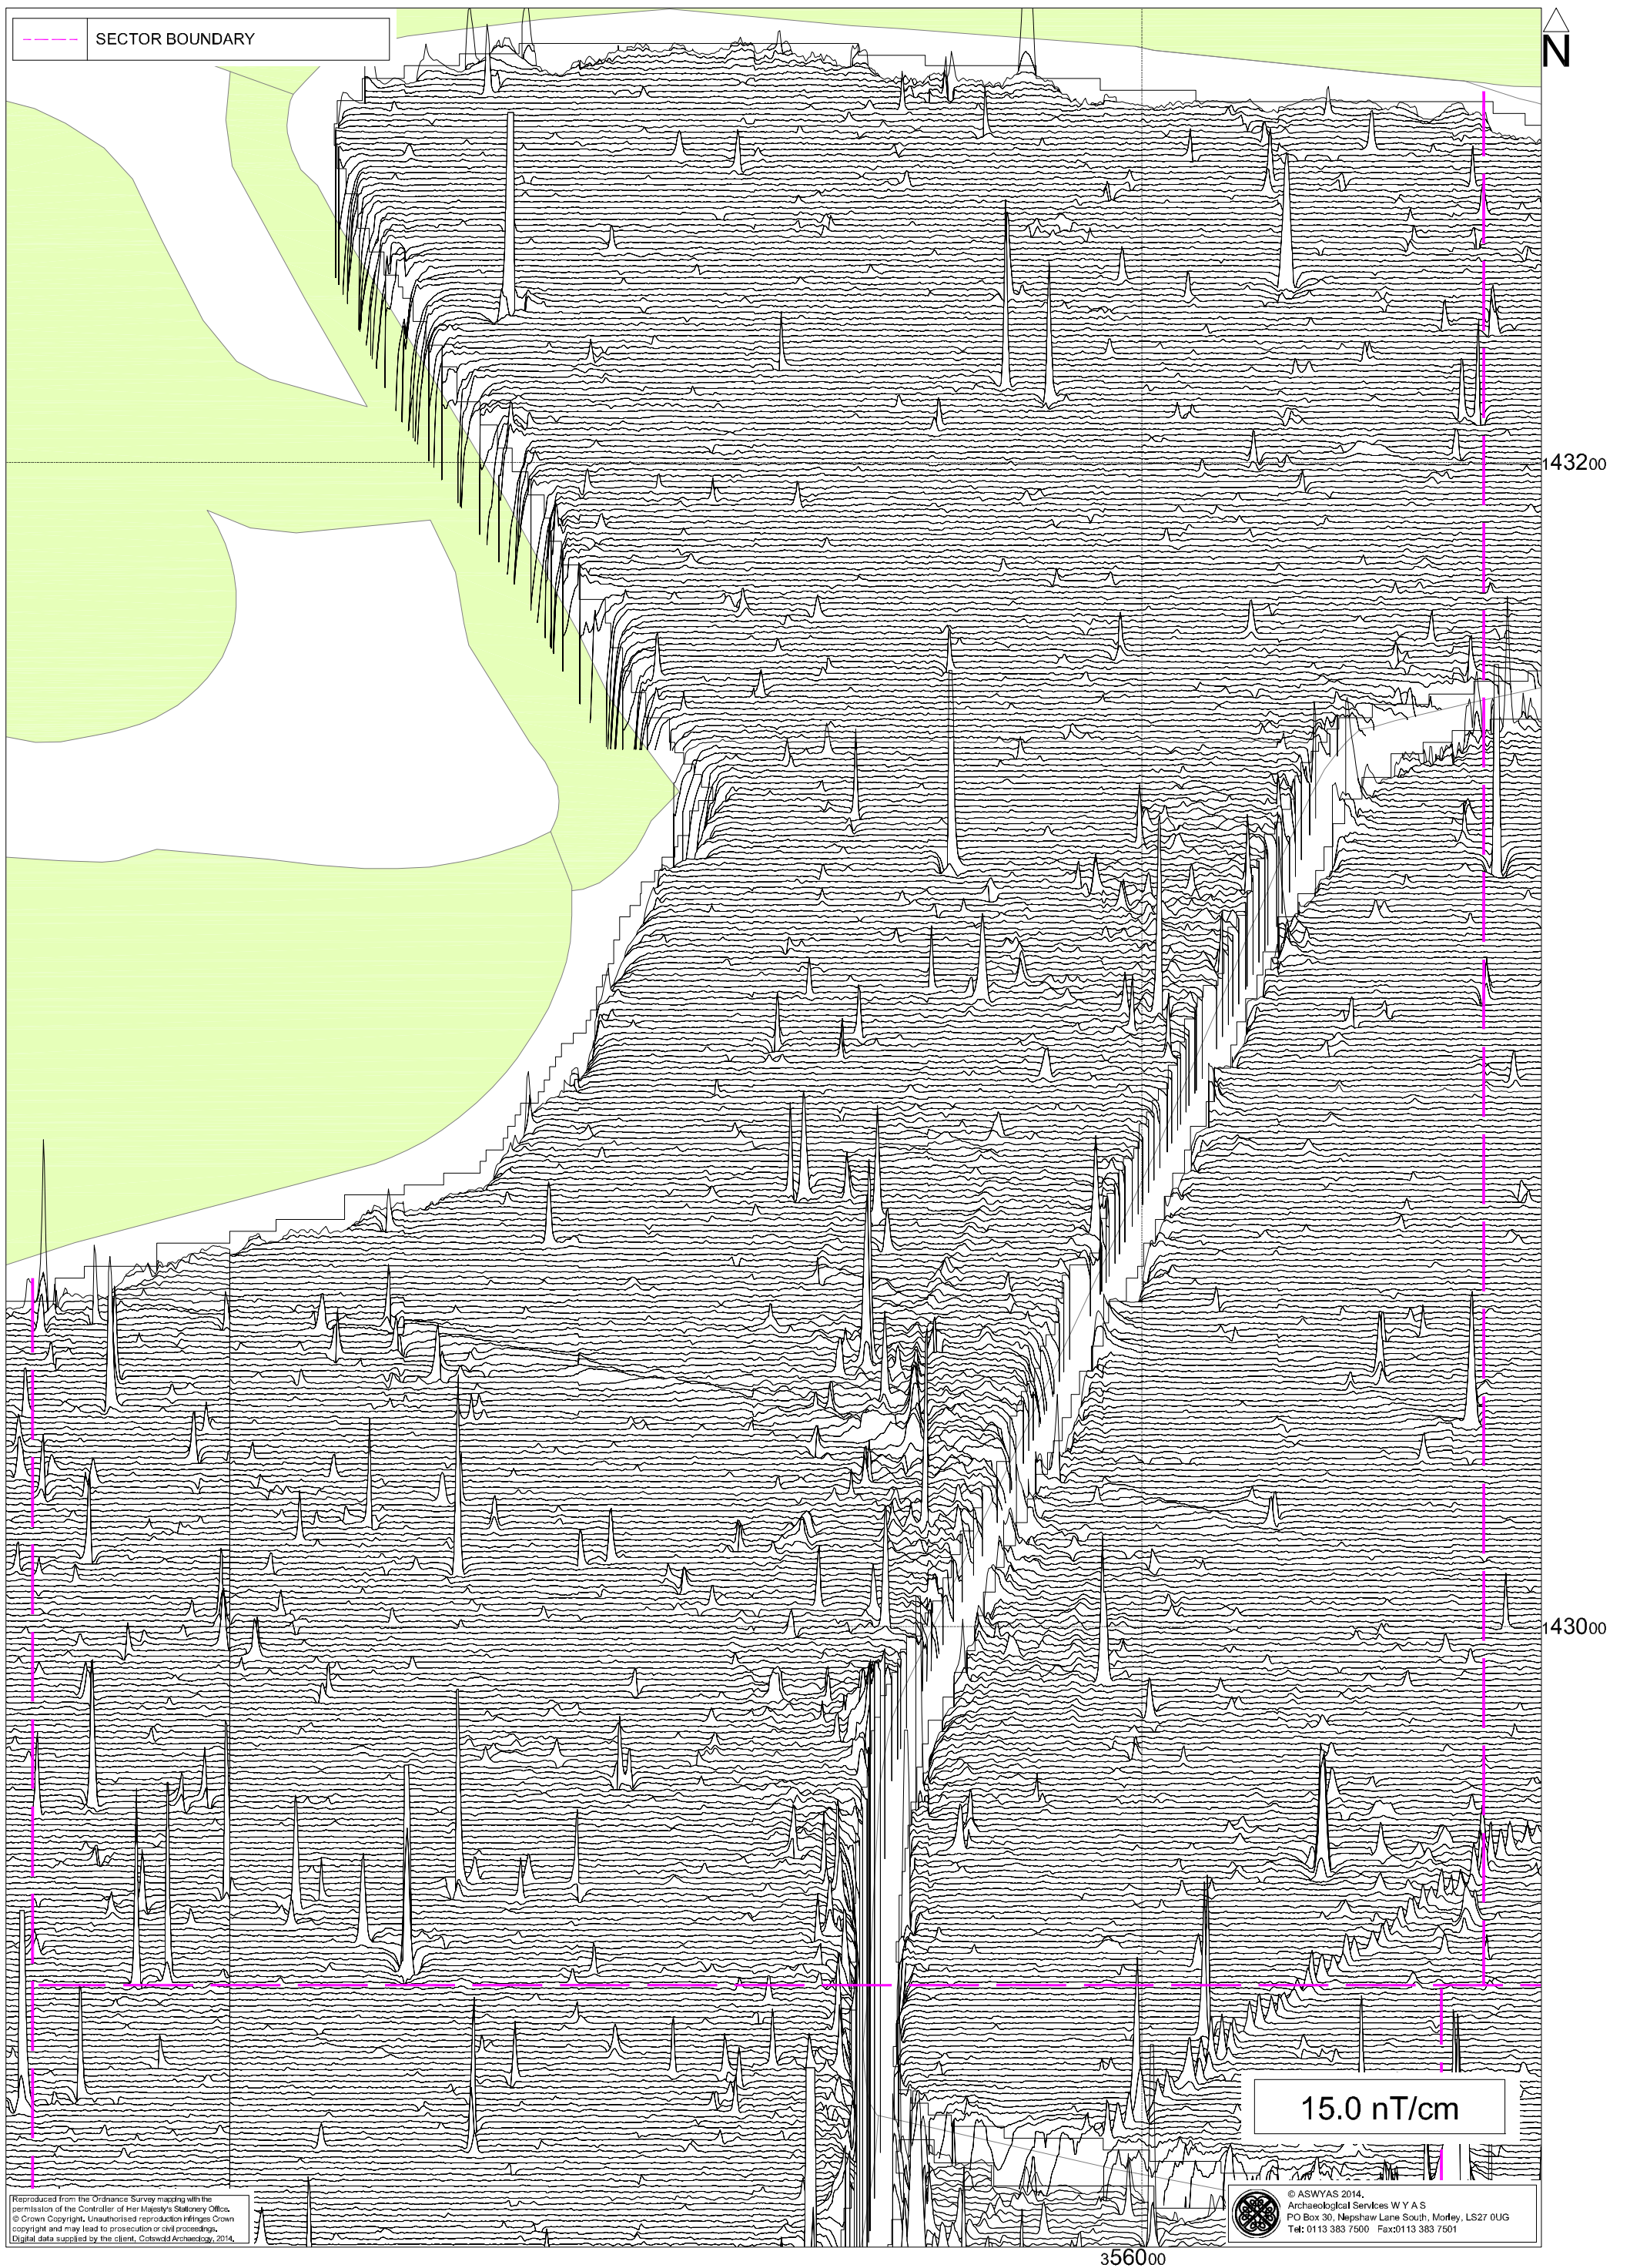 SECTOR BOUNDARY
N
143200
143000
15.0 nT/cm
Reproduced from the Ordnance Survey mapping with the
permission of the Controller of Her Majesty's Stationery Office.
© Crown Copyright. Unauthorised reproduction infringes Crown
copyright and may lead to prosecution or civil proceedings.
Digital data supplied by the client, Cotswold Archaeology, 2014.
© ASWYAS 2014.
Archaeological Services W Y A S
PO Box 30, Nepshaw Lane South, Morley, LS27 0UG
Tel: 0113 383 7500 Fax:0113 383 7501
356000